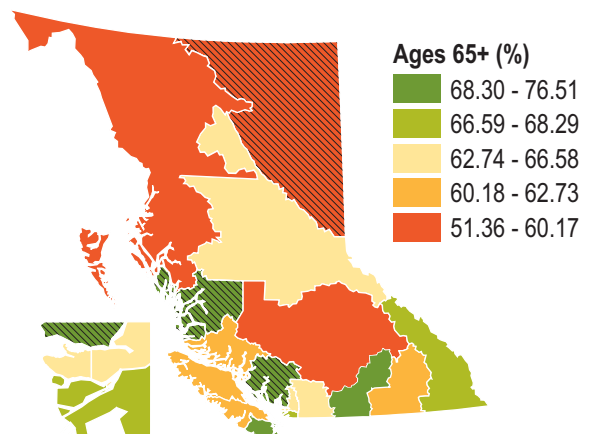 Ages 65+ (%)
68.30 - 76.51
66.59 - 68.29
62.74 - 66.58
60.18 - 62.73
51.36 - 60.17